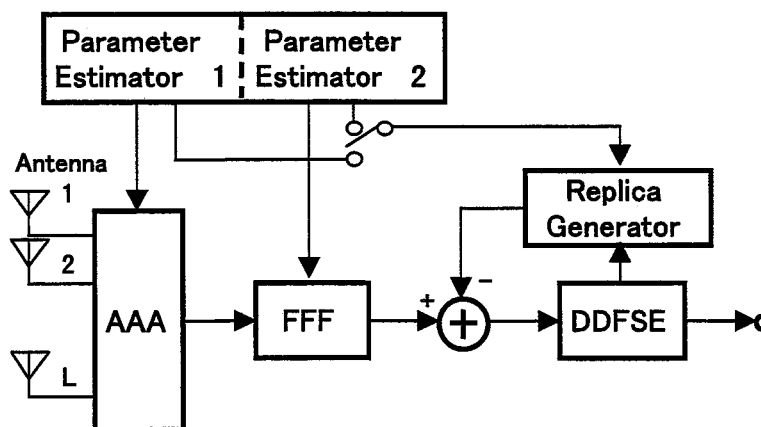 Parameter Estimator 1
Parameter Estimator 2
Antenna
1
2
L
AAA
FFF
+
-
+
DDFSE
Replica
Generator